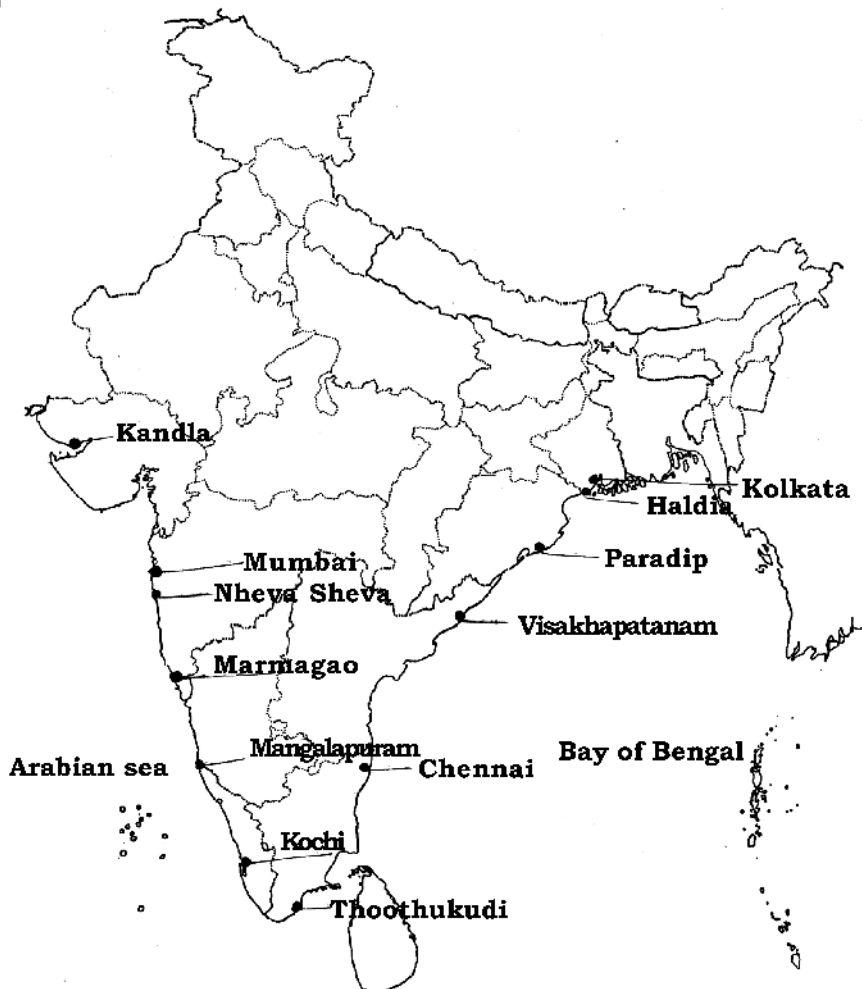 Kandla
Kolkata
Haldia
Paradip
Mumbai
Nheva Sheva
Visakhapatanam
Marmagao
Mangalapuram
Bay of Bengal
Arabian sea
Chennai
Kochi
Thoothukudi